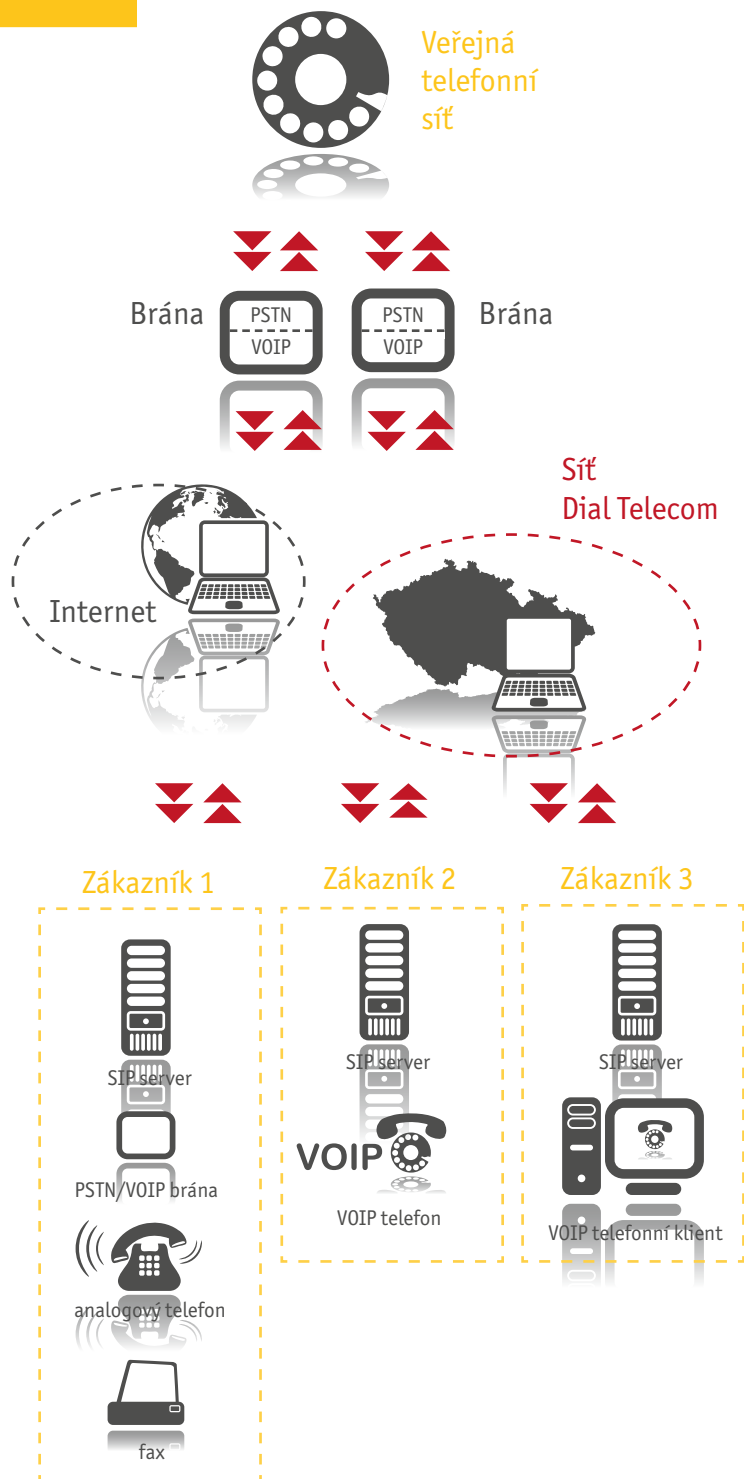 Veřejná
telefonní
síť
Brána
PSTN
VOIP
PSTN
VOIP
Brána
Síť
Dial Telecom
Internet
Zákazník 1
Zákazník 2
Zákazník 3
SIP server
PSTN/VOIP brána
analogový telefon
fax
SIP server
VOIP
VOIP telefon
SIP server
VOIP telefonní klient